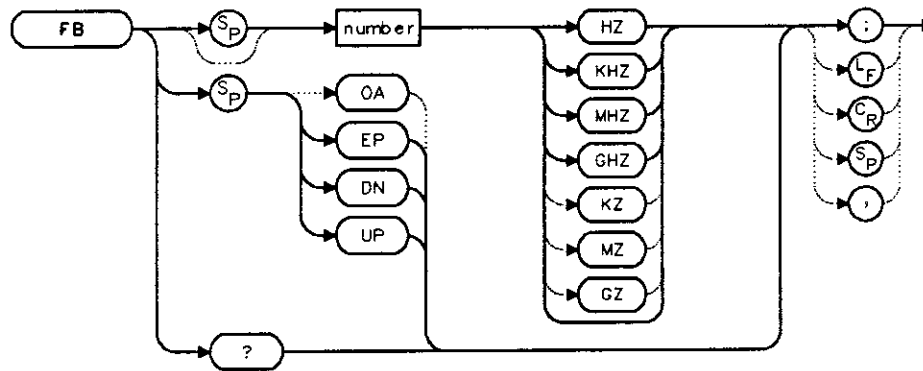 FB SP number HZ ;
KHZ LF
SP OA MHZ CR
EP GHZ SP
DN KZ ,
UP MZ
GZ
?